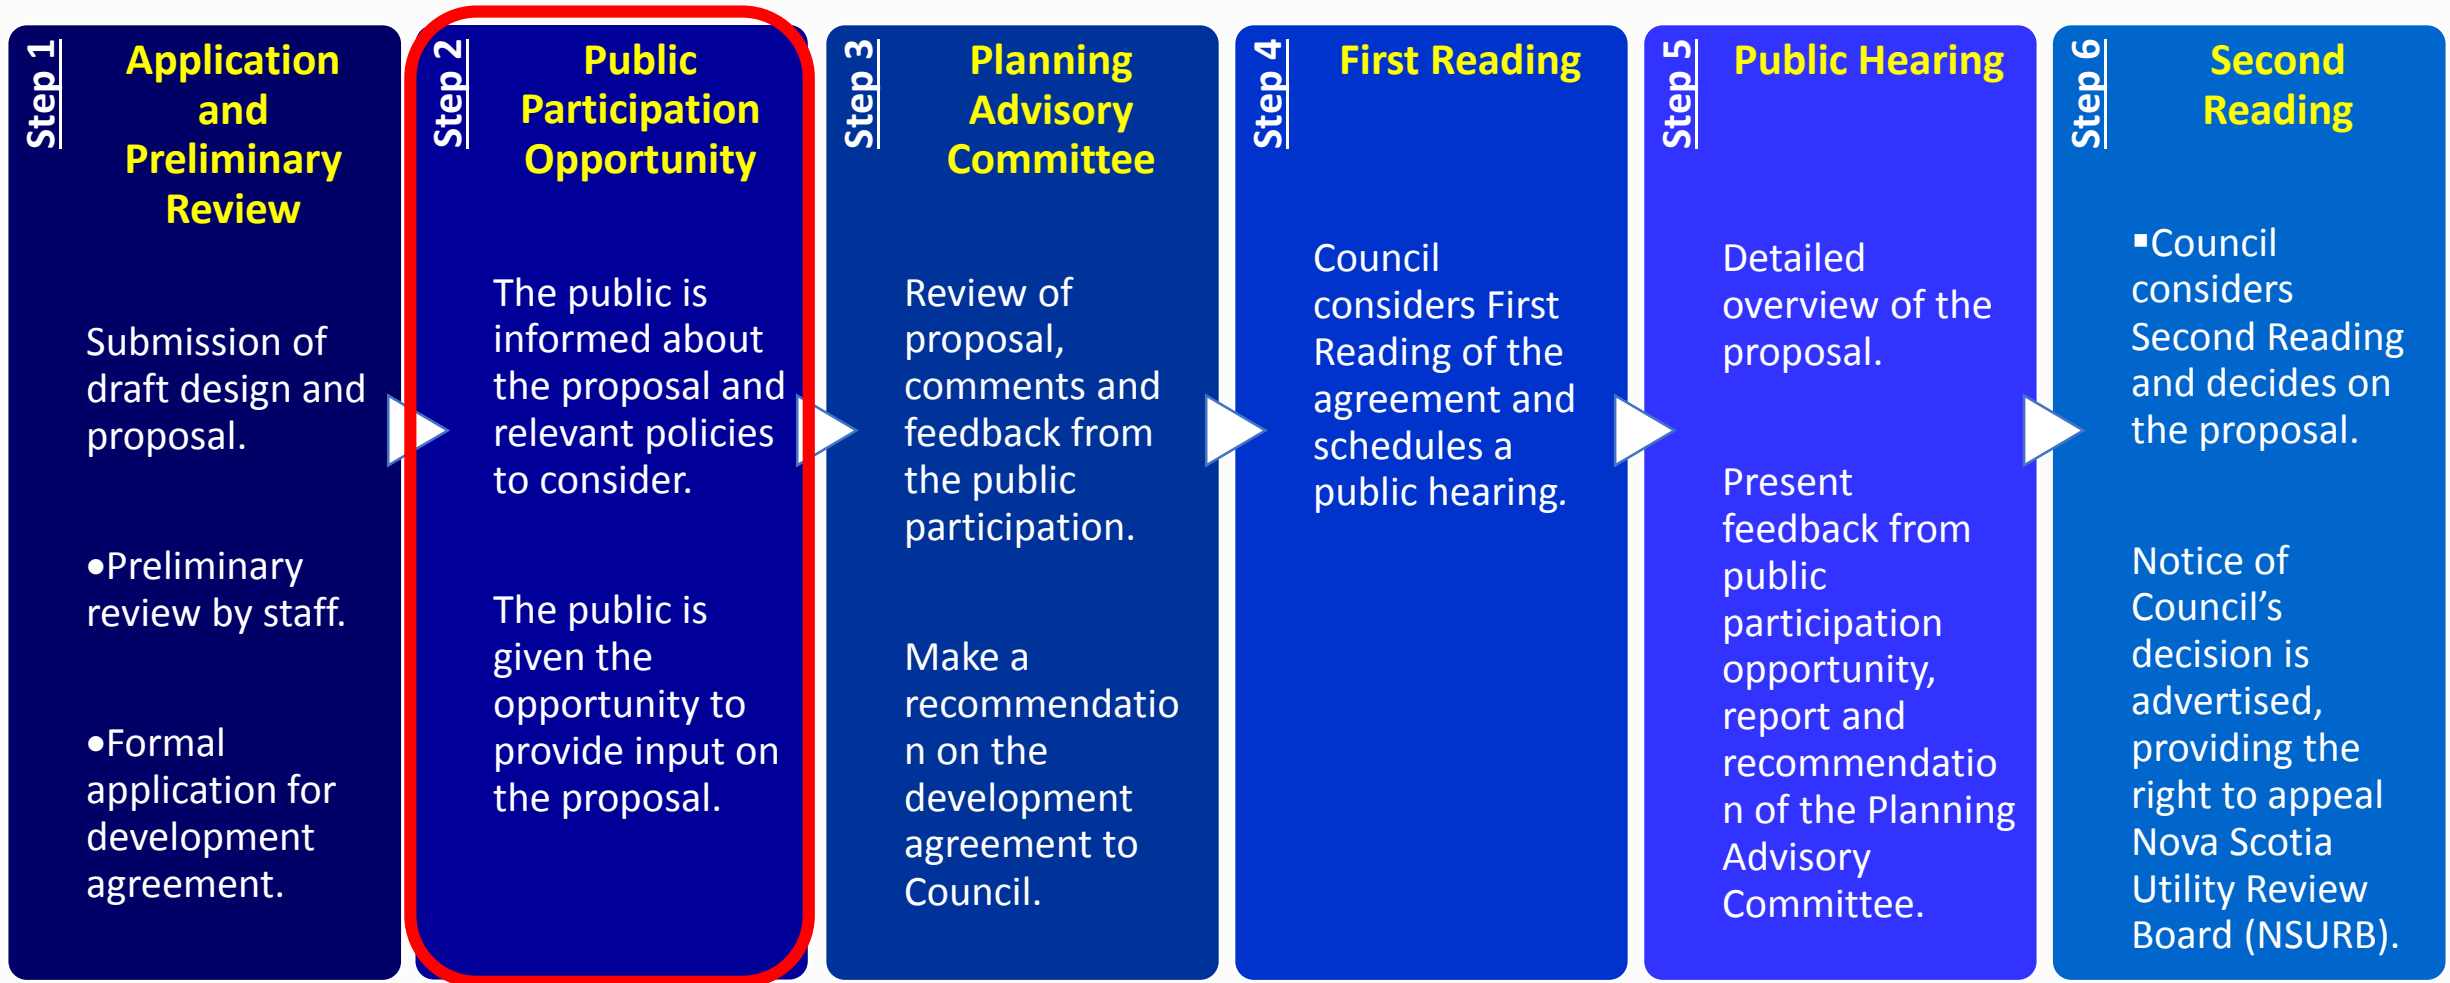 Step 1
Application
and
Preliminary
Review
Submission of
draft design and
proposal.
•Preliminary
review by staff.
•Formal
application for
development
agreement.
Step 2
Public
Participation
Opportunity
The public is
informed about
the proposal and
relevant policies
to consider.
The public is
given the
opportunity to
provide input on
the proposal.
Step 3
Planning
Advisory
Committee
Review of
proposal,
comments and
feedback from
the public
participation.
Make a
recommendatio
n on the
development
agreement to
Council.
Step 4
First Reading
Council
considers First
Reading of the
agreement and
schedules a
public hearing.
Step 5
Public Hearing
Detailed
overview of the
proposal.
Present
feedback from
public
participation
opportunity,
report and
recommendatio
n of the Planning
Advisory
Committee.
Step 6
Second
Reading
▪Council
considers
Second Reading
and decides on
the proposal.
Notice of
Council’s
decision is
advertised,
providing the
right to appeal
Nova Scotia
Utility Review
Board (NSURB).